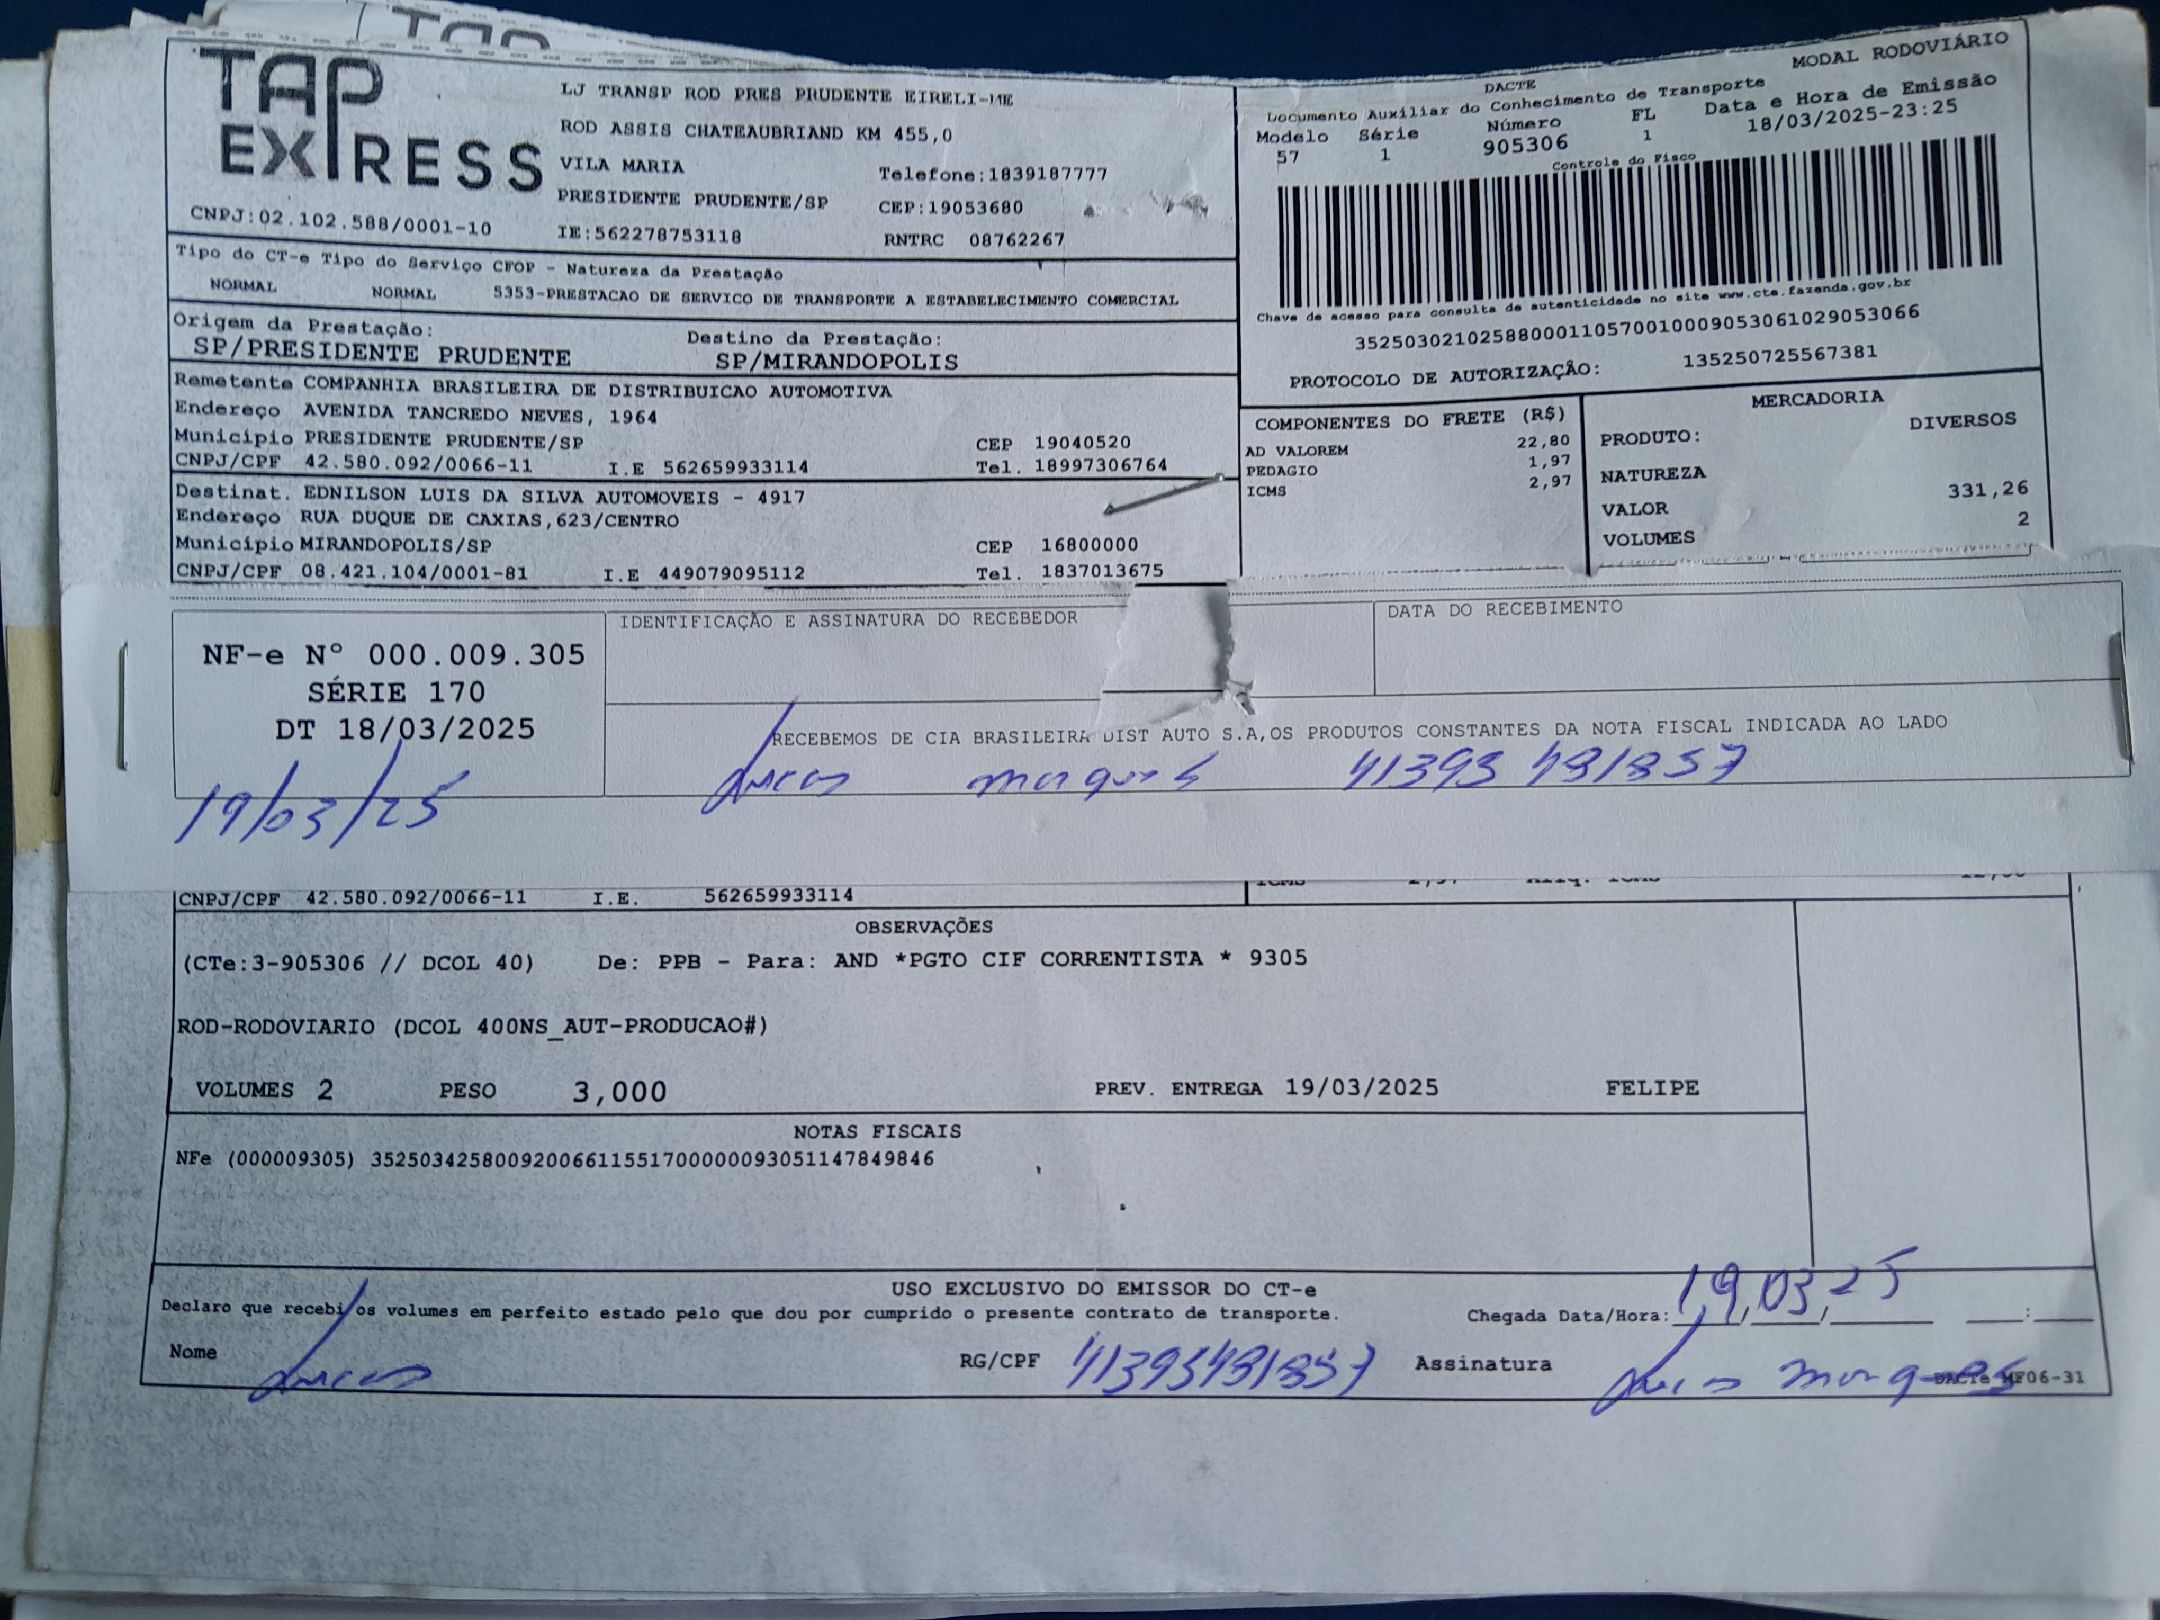 TAP
EXPRESS
CNPJ:02.102.588/0001-10
LJ TRANSP ROD PRES PRUDENTE EIRELI-ME
ROD ASSIS CHATEAUBRIAND KM 455,0
VILA MARIA Telefone:1839187777
PRESIDENTE PRUDENTE/SP CEP:19053680
IE:562278753118 RNTRC 08762267
MODAL RODOVIÁRIO
DACTE
Documento Auxiliar do Conhecimento de Transporte
Modelo Série Número FL Data e Hora de Emissão
57 1 905306 1 18/03/2025-23:25
Controle do Fisco
Chave de acesso para consulta de autenticidade no site www.cte.fazenda.gov.br
35250302102588000110570010009053061029053066
PROTOCOLO DE AUTORIZAÇÃO: 135250725567381
Tipo do CT-e Tipo do Serviço CFOP - Natureza da Prestação
NORMAL NORMAL 5353-PRESTACAO DE SERVICO DE TRANSPORTE A ESTABELECIMENTO COMERCIAL
Origem da Prestação: Destino da Prestação:
SP/PRESIDENTE PRUDENTE SP/MIRANDOPOLIS
Remetente COMPANHIA BRASILEIRA DE DISTRIBUICAO AUTOMOTIVA
Endereço AVENIDA TANCREDO NEVES, 1964
Município PRESIDENTE PRUDENTE/SP CEP 19040520
CNPJ/CPF 42.580.092/0066-11 I.E 562659933114 Tel. 18997306764
Destinat. EDNILSON LUIS DA SILVA AUTOMOVEIS - 4917
Endereço RUA DUQUE DE CAXIAS,623/CENTRO
Município MIRANDOPOLIS/SP CEP 16800000
CNPJ/CPF 08.421.104/0001-81 I.E 449079095112 Tel. 1837013675
COMPONENTES DO FRETE (R$)
AD VALOREM 22,80
PEDAGIO 1,97
ICMS 2,97
MERCADORIA
PRODUTO: DIVERSOS
NATUREZA
VALOR 331,26
VOLUMES 2
NF-e Nº 000.009.305
SÉRIE 170
DT 18/03/2025
IDENTIFICAÇÃO E ASSINATURA DO RECEBEDOR
DATA DO RECEBIMENTO
RECEBEMOS DE CIA BRASILEIRA DIST AUTO S.A,OS PRODUTOS CONSTANTES DA NOTA FISCAL INDICADA AO LADO
19/03/25 Lucas marques 41393481857
CNPJ/CPF 42.580.092/0066-11 I.E. 562659933114
OBSERVAÇÕES
(CTe:3-905306 // DCOL 40) De: PPB - Para: AND *PGTO CIF CORRENTISTA * 9305
ROD-RODOVIARIO (DCOL 400NS_AUT-PRODUCAO#)
VOLUMES 2 PESO 3,000 PREV. ENTREGA 19/03/2025 FELIPE
NOTAS FISCAIS
NFe (000009305) 35250342580092006611551700000093051147849846
USO EXCLUSIVO DO EMISSOR DO CT-e
Declaro que recebi os volumes em perfeito estado pelo que dou por cumprido o presente contrato de transporte. Chegada Data/Hora: 19/03/25
Nome Lucas RG/CPF 41393481857 Assinatura Lucas marques
DACTe MF06-31